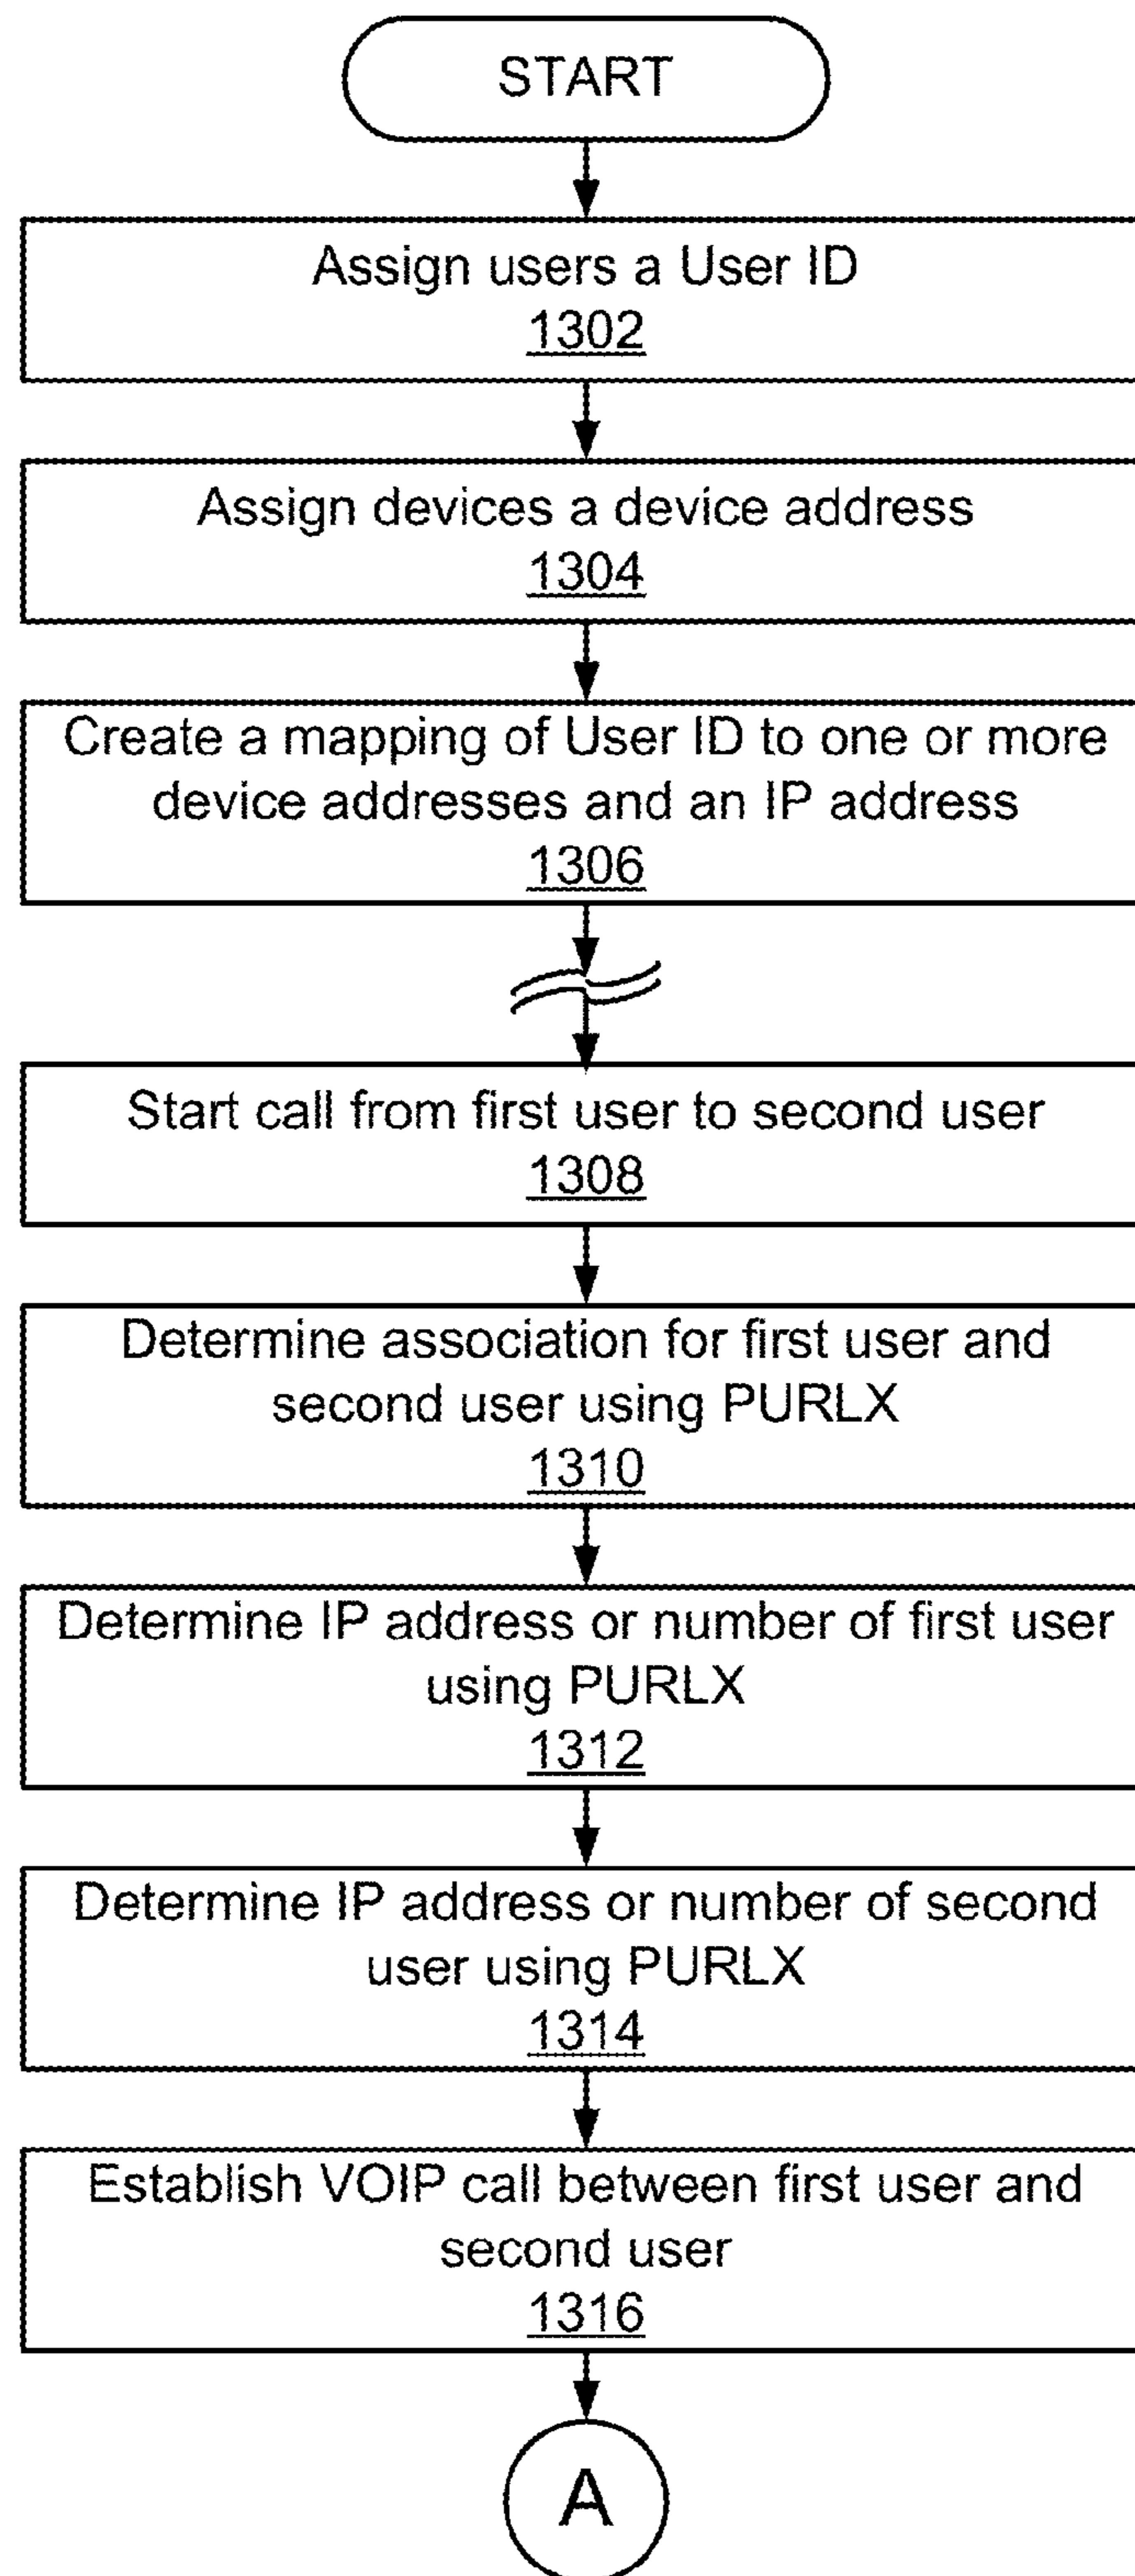 START
Assign users a User ID
1302
Assign devices a device address
1304
Create a mapping of User ID to one or more
device addresses and an IP address
1306
Start call from first user to second user
1308
Determine association for first user and
second user using PURLX
1310
Determine IP address or number of first user
using PURLX
1312
Determine IP address or number of second
user using PURLX
1314
Establish VOIP call between first user and
second user
1316
A